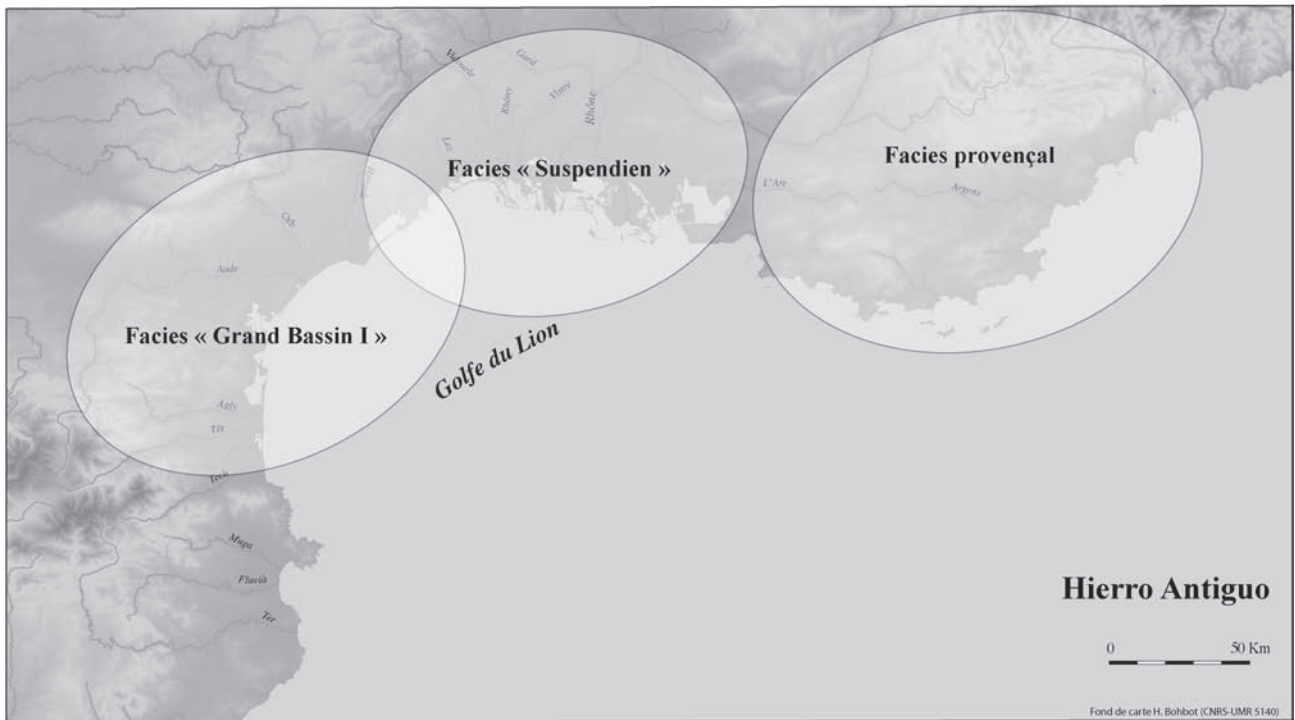 Vidourle
Gard
Rhôny
Vistre
Rhône
Facies « Suspendien »
Facies provençal
L'Arc
Argens
Orb
Aude
Facies « Grand Bassin I »
Golfe du Lion
Agly
Têt
Tech
Muga
Fluvià
Ter
Hierro Antiguo
0 50 Km
Fond de carte H. Bohbot (CNRS-UMR 5140)